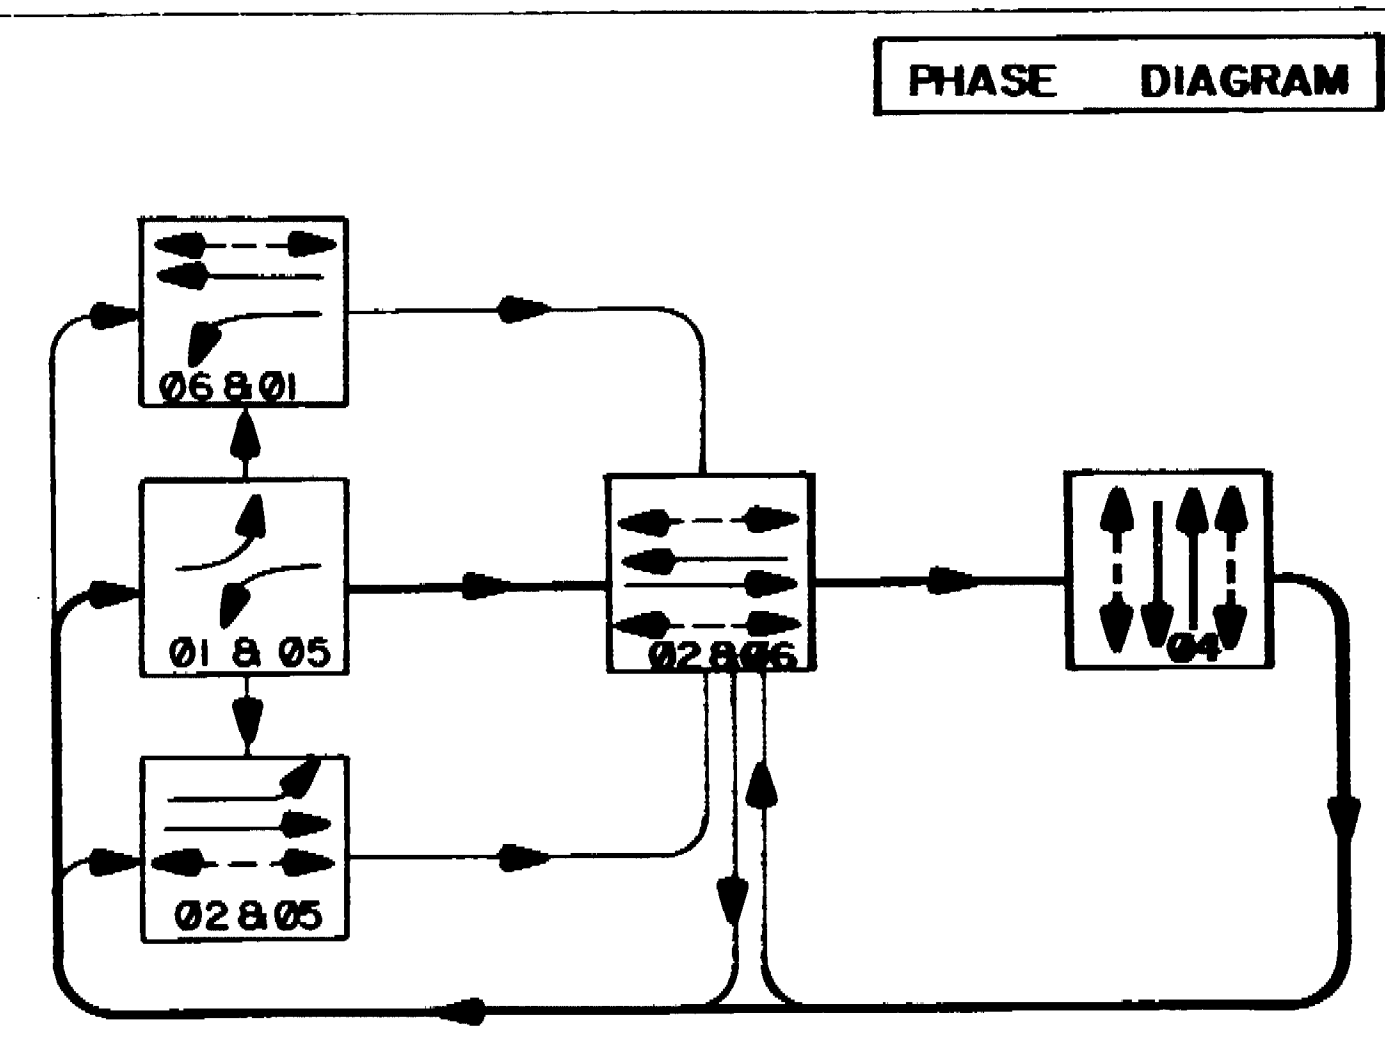 PHASE DIAGRAM
Ø6 & Ø1
Ø1 & Ø5
Ø2 & Ø6
Ø4
Ø2 & Ø5